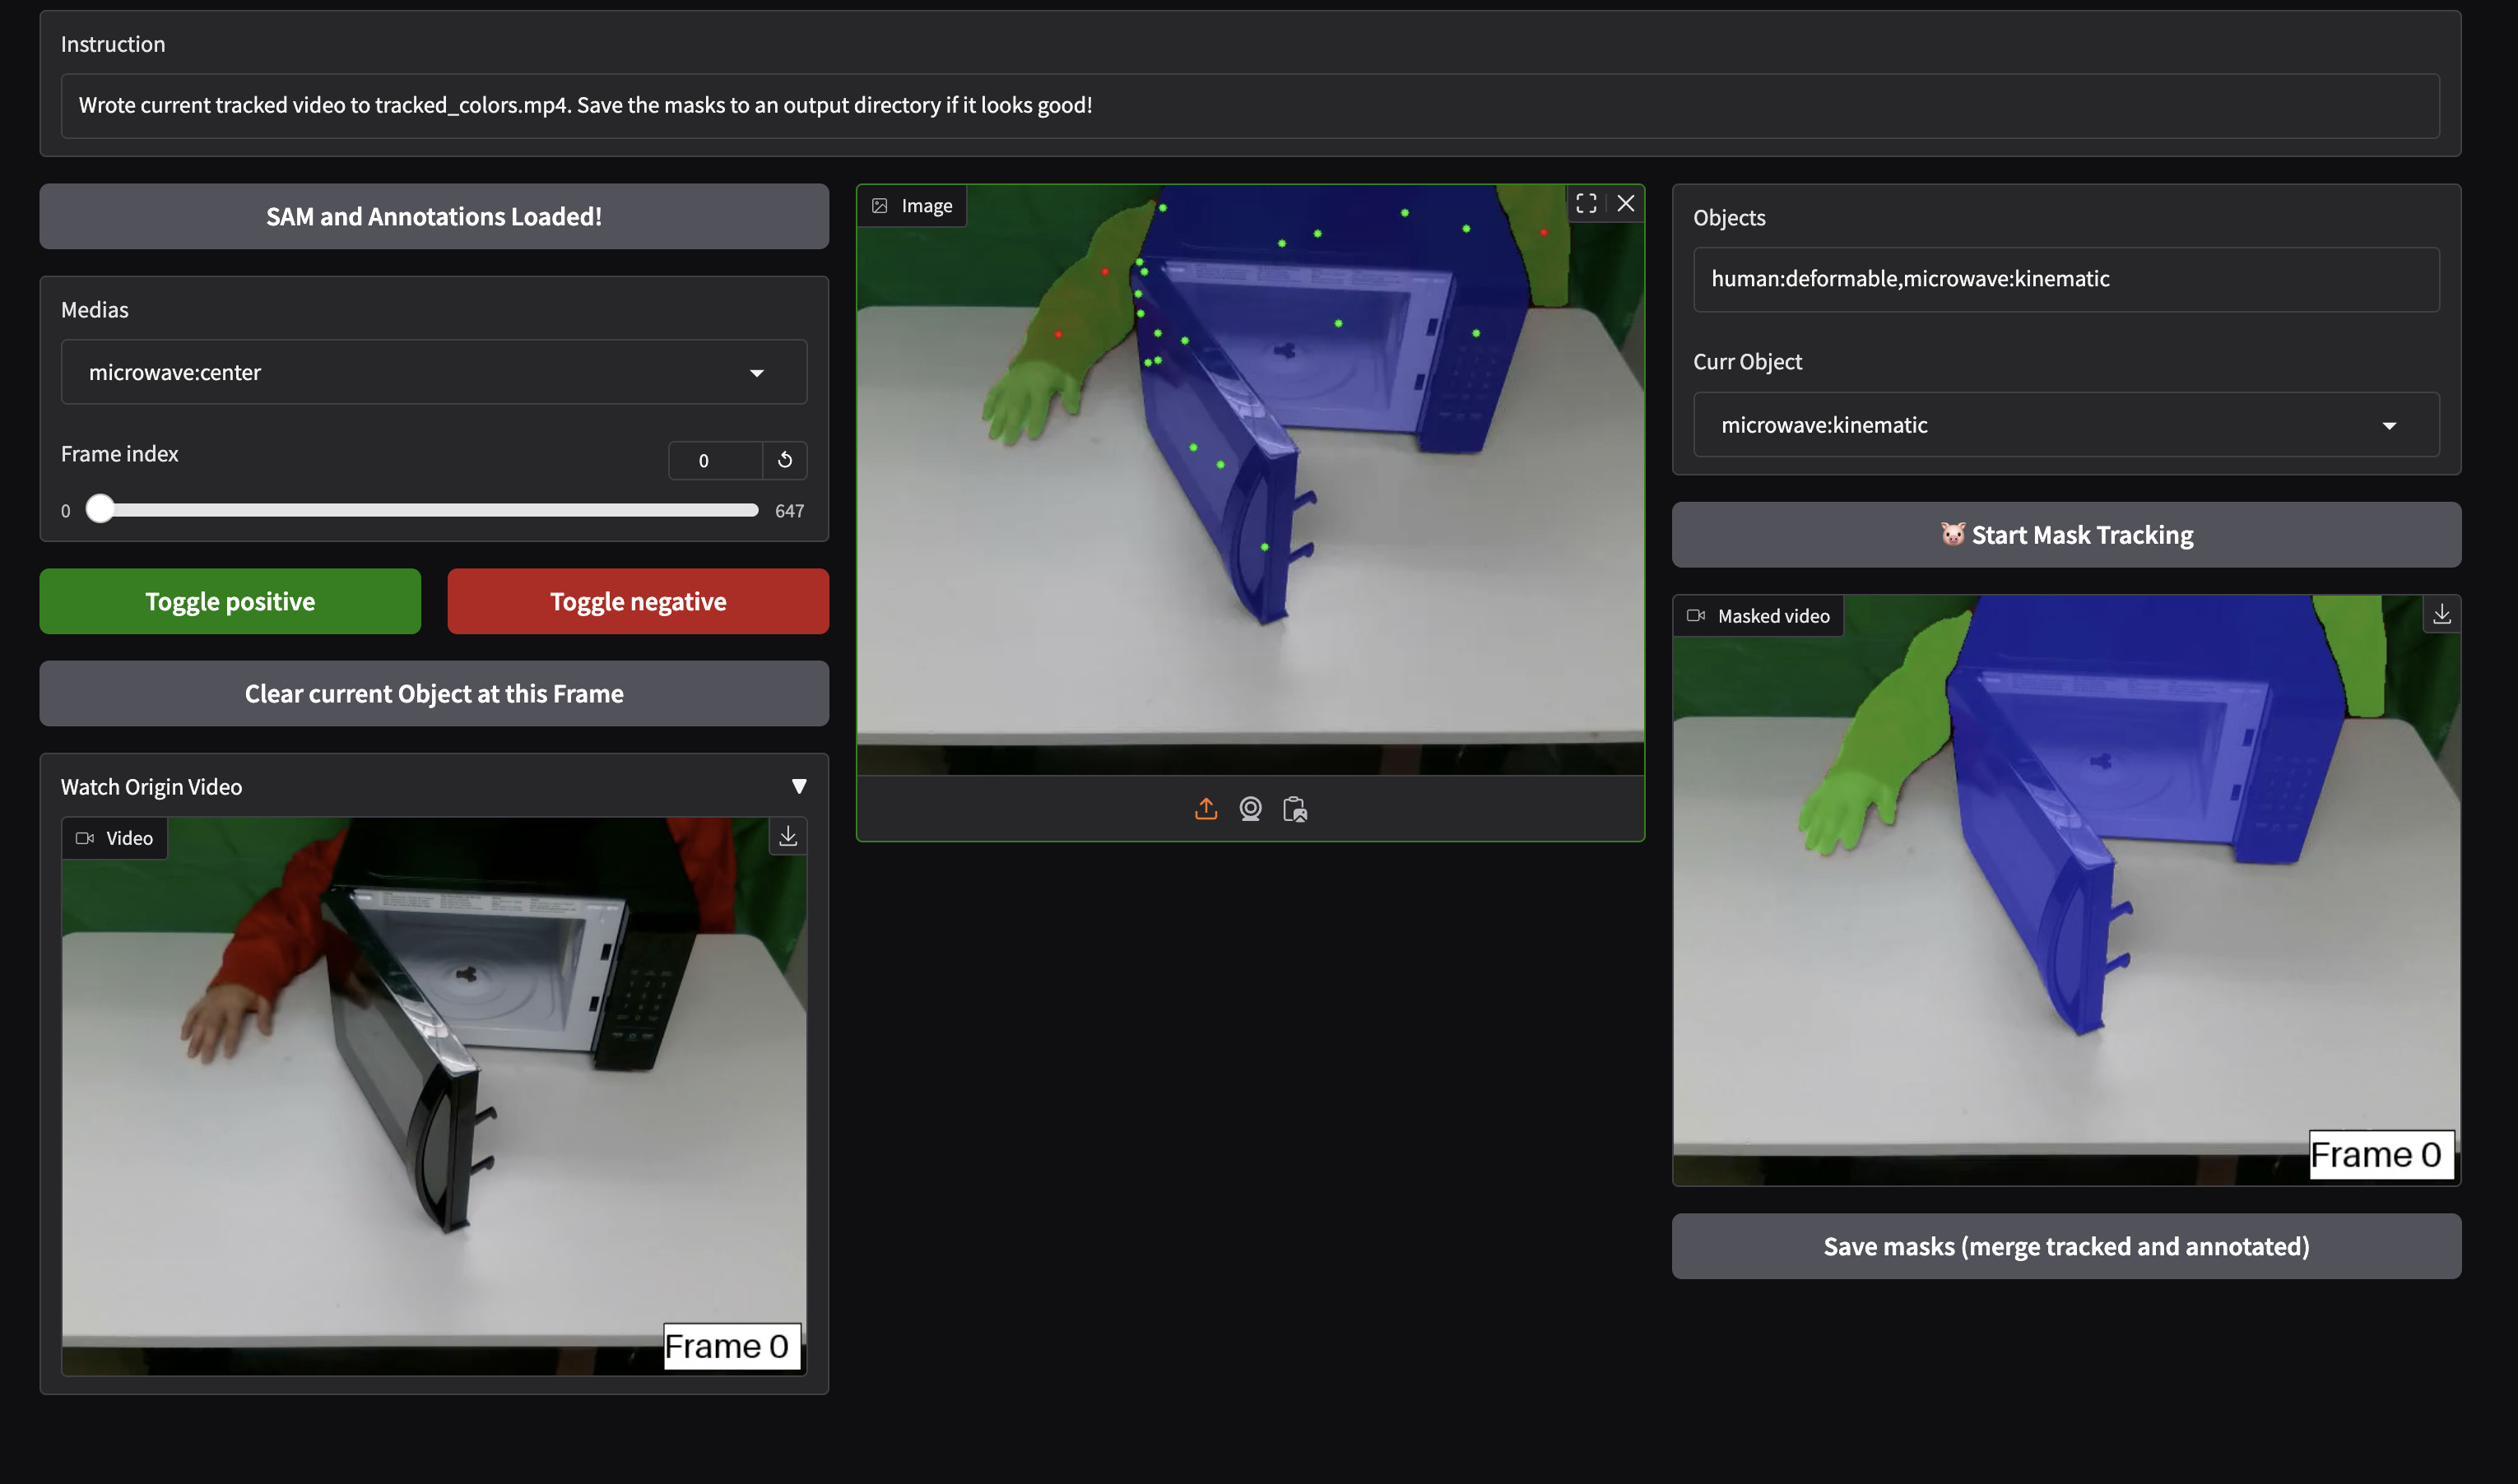 Instruction
Wrote current tracked video to tracked_colors.mp4. Save the masks to an output directory if it looks good!
SAM and Annotations Loaded!
Medias
microwave:center
Frame index
0
0
647
Toggle positive
Toggle negative
Clear current Object at this Frame
Watch Origin Video
Video
Frame 0
Image
Objects
human:deformable,microwave:kinematic
Curr Object
microwave:kinematic
🐷 Start Mask Tracking
Masked video
Frame 0
Save masks (merge tracked and annotated)